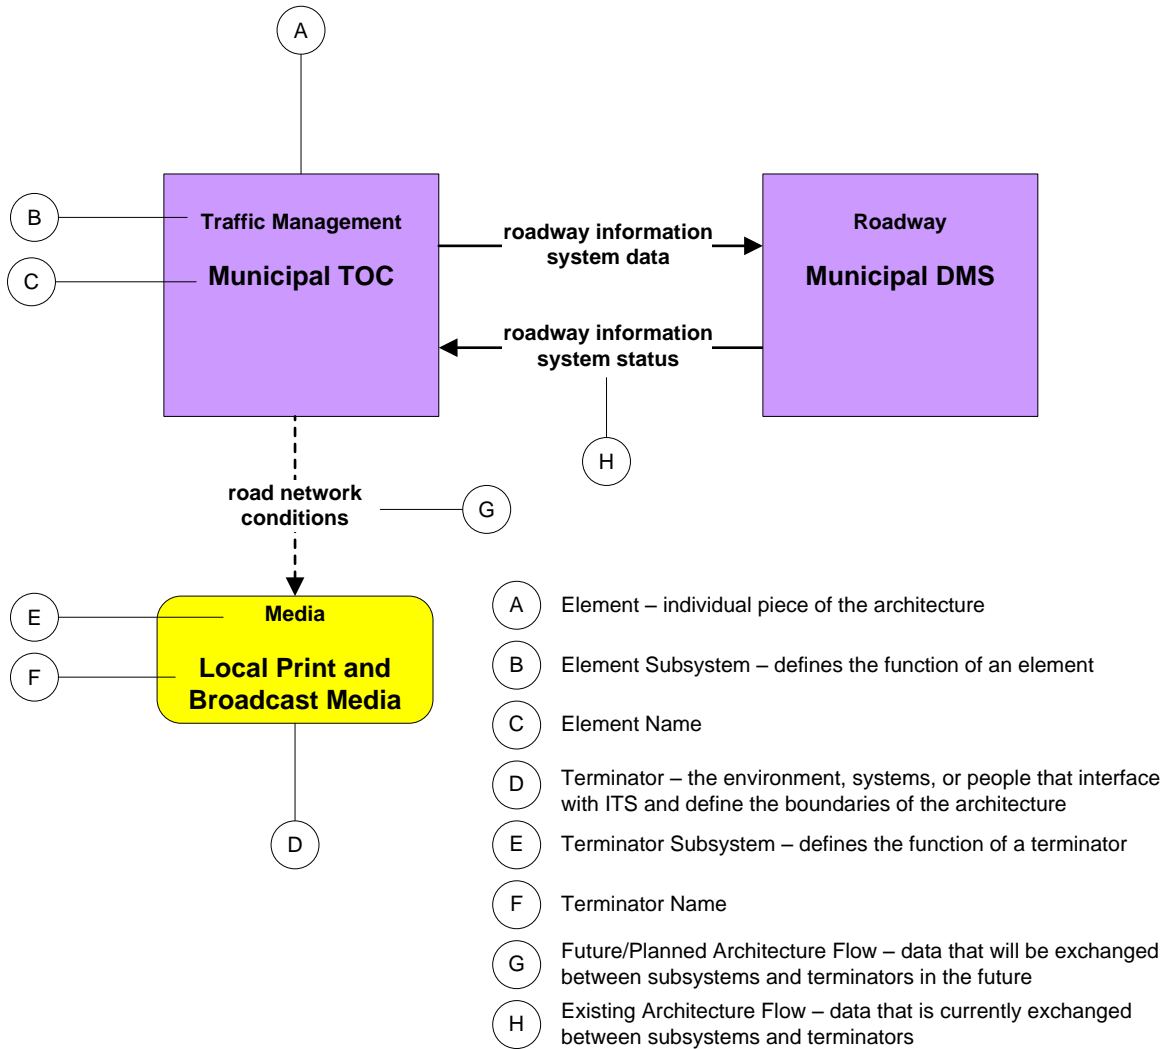 A
B
Traffic Management
C
Municipal TOC
roadway information
system data
Roadway
Municipal DMS
roadway information
system status
H
road network
conditions
G
E
Media
F
Local Print and
Broadcast Media
D
A
Element – individual piece of the architecture
B
Element Subsystem – defines the function of an element
C
Element Name
D
Terminator – the environment, systems, or people that interface
with ITS and define the boundaries of the architecture
E
Terminator Subsystem – defines the function of a terminator
F
Terminator Name
G
Future/Planned Architecture Flow – data that will be exchanged
between subsystems and terminators in the future
H
Existing Architecture Flow – data that is currently exchanged
between subsystems and terminators